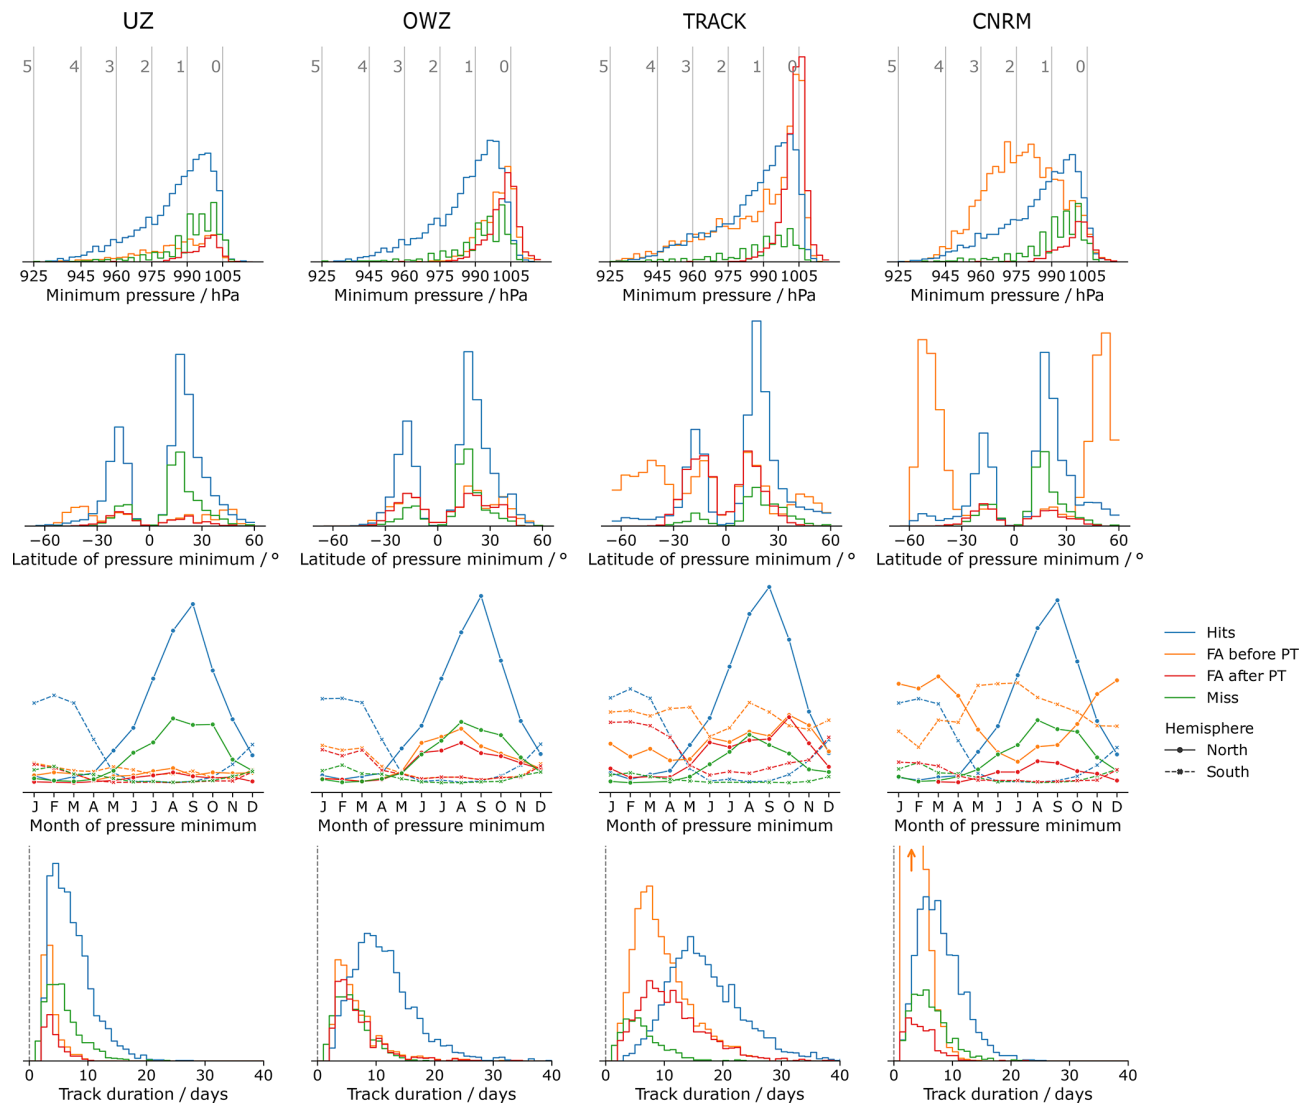 UZ OWZ TRACK CNRM
5 4 3 2 1 0 5 4 3 2 1 0 5 4 3 2 1 0 5 4 3 2 1 0
925 945 960 975 990 1005 925 945 960 975 990 1005 925 945 960 975 990 1005 925 945 960 975 990 1005
Minimum pressure / hPa Minimum pressure / hPa Minimum pressure / hPa Minimum pressure / hPa
−60 −30 0 30 60 −60 −30 0 30 60 −60 −30 0 30 60 −60 −30 0 30 60
Latitude of pressure minimum / ° Latitude of pressure minimum / ° Latitude of pressure minimum / ° Latitude of pressure minimum / °
Hits
FA before PT
FA after PT
Miss
Hemisphere
North
South
J F M A M J J A S O N D J F M A M J J A S O N D J F M A M J J A S O N D J F M A M J J A S O N D
Month of pressure minimum Month of pressure minimum Month of pressure minimum Month of pressure minimum
0 10 20 30 40 0 10 20 30 40 0 10 20 30 40 0 10 20 30 40
Track duration / days Track duration / days Track duration / days Track duration / days